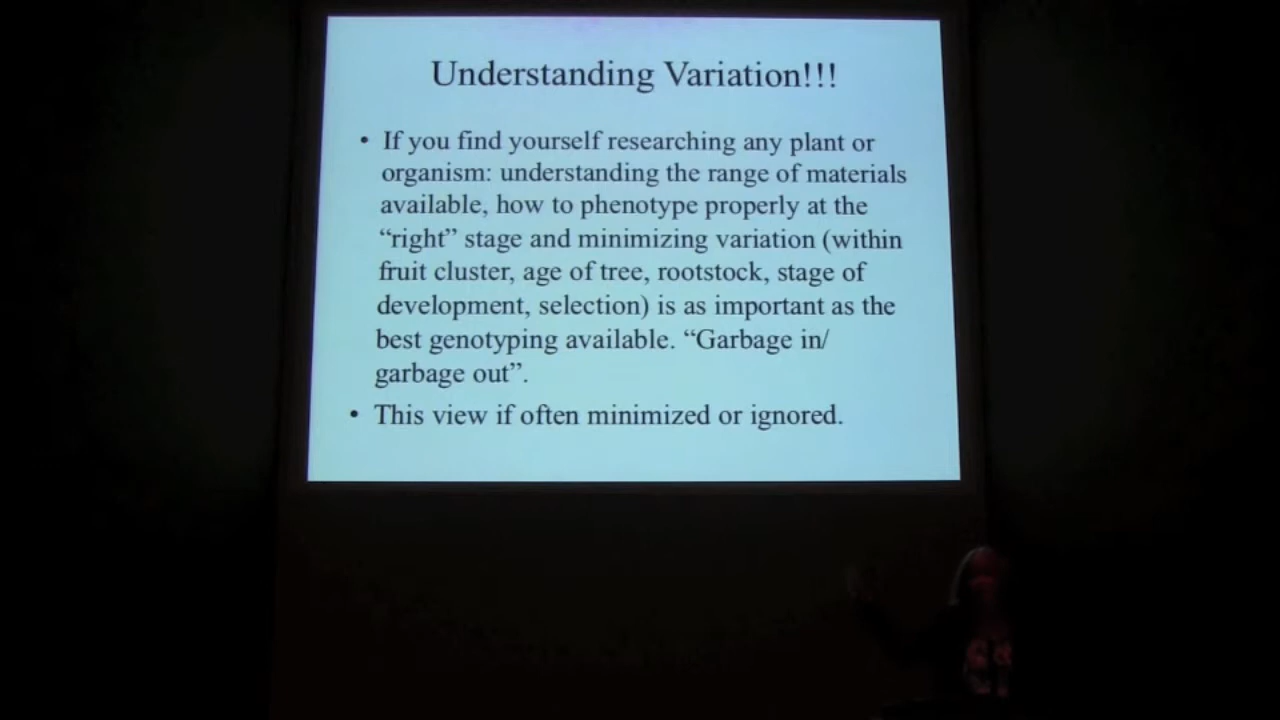 Understanding Variation!!!
• If you find yourself researching any plant or
organism: understanding the range of materials
available, how to phenotype properly at the
“right” stage and minimizing variation (within
fruit cluster, age of tree, rootstock, stage of
development, selection) is as important as the
best genotyping available. “Garbage in/
garbage out”.
• This view if often minimized or ignored.